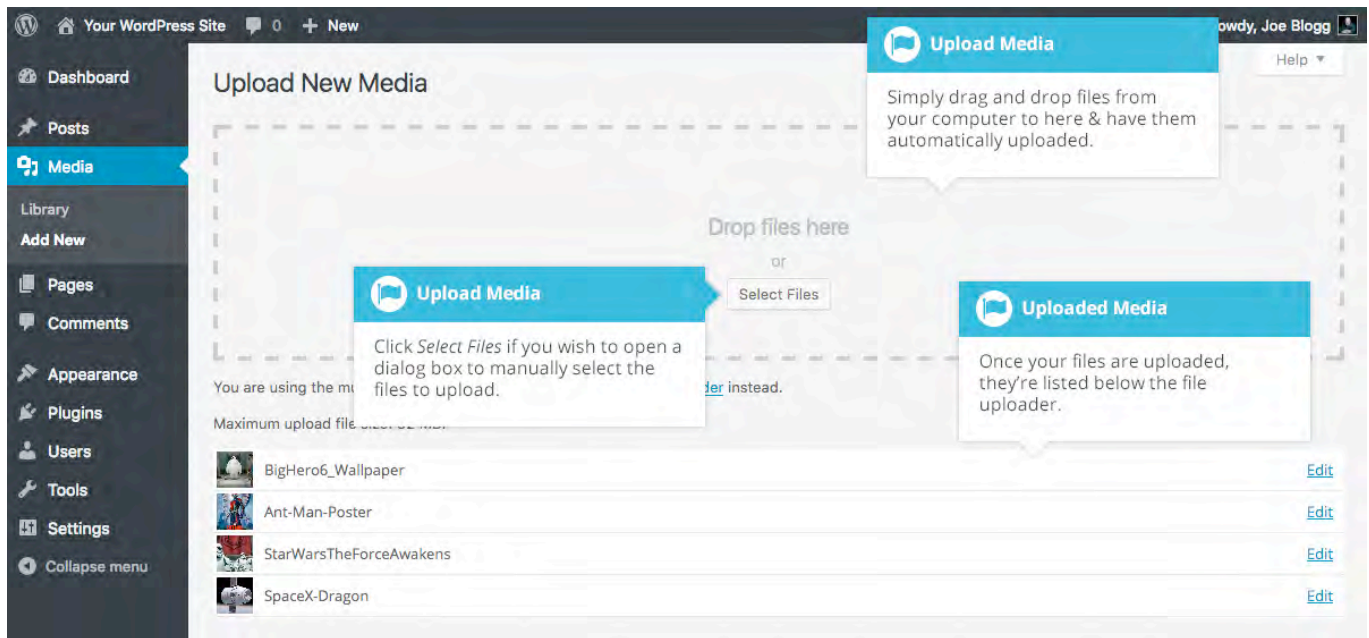 Your WordPress Site 0 + New
owdy, Joe Blogg
Help
Dashboard
Posts
Media
Library
Add New
Pages
Comments
Appearance
Plugins
Users
Tools
Settings
Collapse menu
Upload New Media
Upload Media
Simply drag and drop files from
your computer to here & have them
automatically uploaded.
Drop files here
or
Select Files
Upload Media
Click Select Files if you wish to open a
dialog box to manually select the
files to upload.
Uploaded Media
Once your files are uploaded,
they're listed below the file
uploader.
You are using the mu der instead.
Maximum upload file
BigHero6_Wallpaper Edit
Ant-Man-Poster Edit
StarWarsTheForceAwakens Edit
SpaceX-Dragon Edit